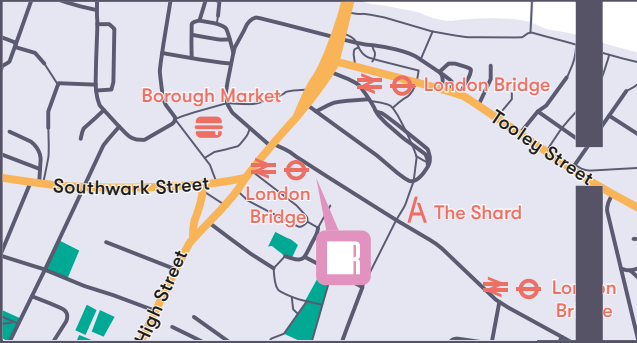 London Bridge
Borough Market
Tooley Street
Southwark Street
London
Bridge
The Shard
High Street